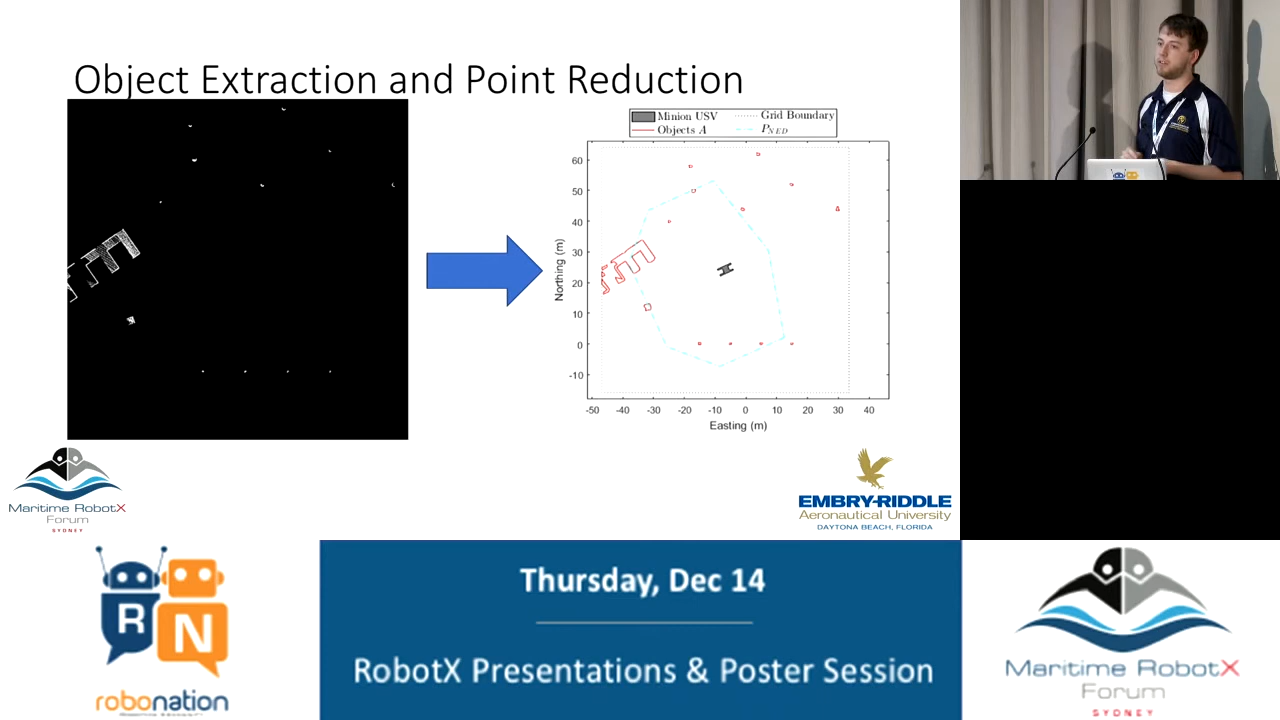 Object Extraction and Point Reduction
Minion USV
Grid Boundary
Objects A
P_NED
60
50
40
30
20
10
0
-10
Northing (m)
-50 -40 -30 -20 -10 0 10 20 30 40
Easting (m)
Maritime RobotX
Forum
SYDNEY
EMBRY-RIDDLE
Aeronautical University
DAYTONA BEACH, FLORIDA
R N
robonation
Thursday, Dec 14
RobotX Presentations & Poster Session
Maritime RobotX
Forum
SYDNEY